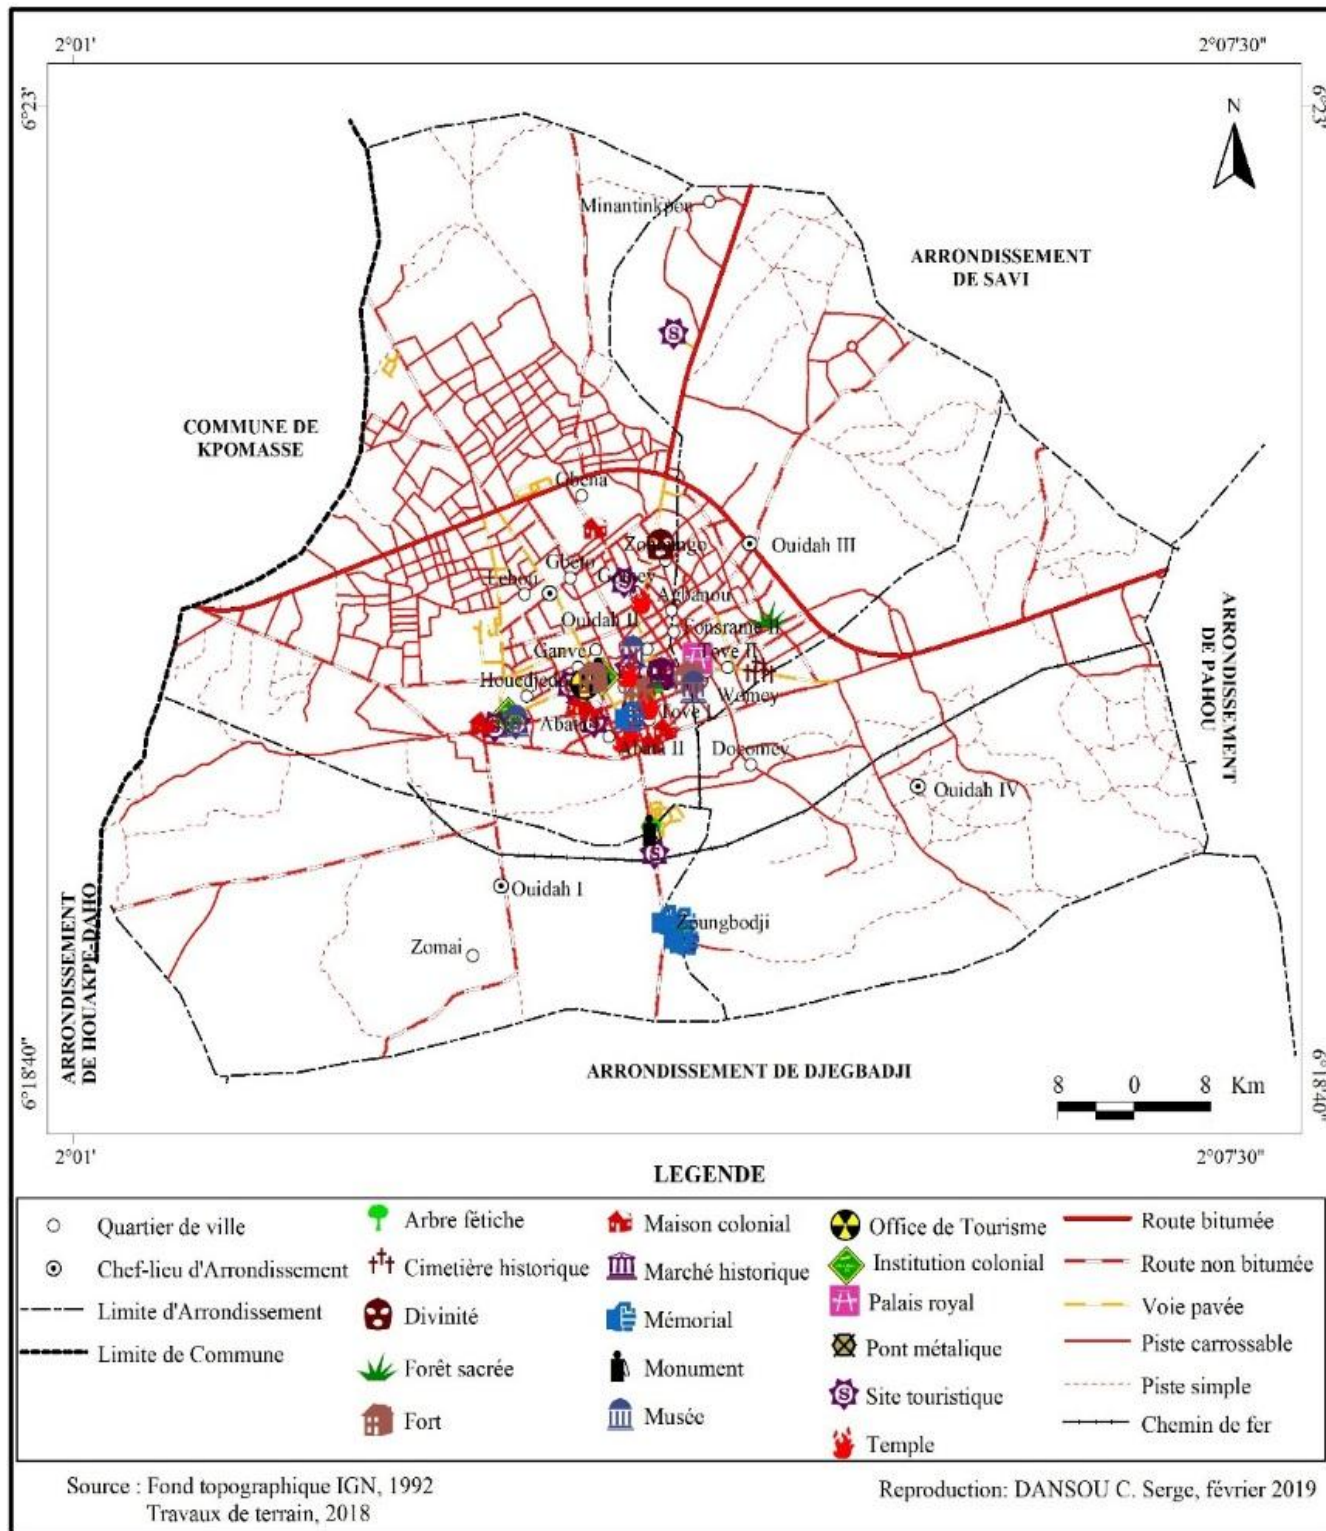 2°01'
2°07'30"
6°23'
6°23'
N
Minantinkpou
ARRONDISSEMENT
DE SAVI
COMMUNE DE
KPOMASSE
Gbena
Ouidah III
Gbeto
Lebou
Agbanou
Ouidah II
Fonsrame II
Ganve
Tove II
Houedjedo
Wemey
Tove I
Abata II
Docomey
ARRONDISSEMENT
DE PAHOU
Ouidah IV
Ouidah I
Zoungbodji
Zomai
ARRONDISSEMENT
DE HOUAKPE-DAHO
ARRONDISSEMENT DE DJEGBADJI
8 0 8 Km
6°18'40"
6°18'40"
2°01'
2°07'30"
LEGENDE
Quartier de ville
Chef-lieu d'Arrondissement
Limite d'Arrondissement
Limite de Commune
Arbre fétiche
Cimetière historique
Divinité
Forêt sacrée
Fort
Maison colonial
Marché historique
Mémorial
Monument
Musée
Office de Tourisme
Institution colonial
Palais royal
Pont métalique
S Site touristique
Temple
Route bitumée
Route non bitumée
Voie pavée
Piste carrossable
Piste simple
Chemin de fer
Source : Fond topographique IGN, 1992
Travaux de terrain, 2018
Reproduction: DANSOU C. Serge, février 2019